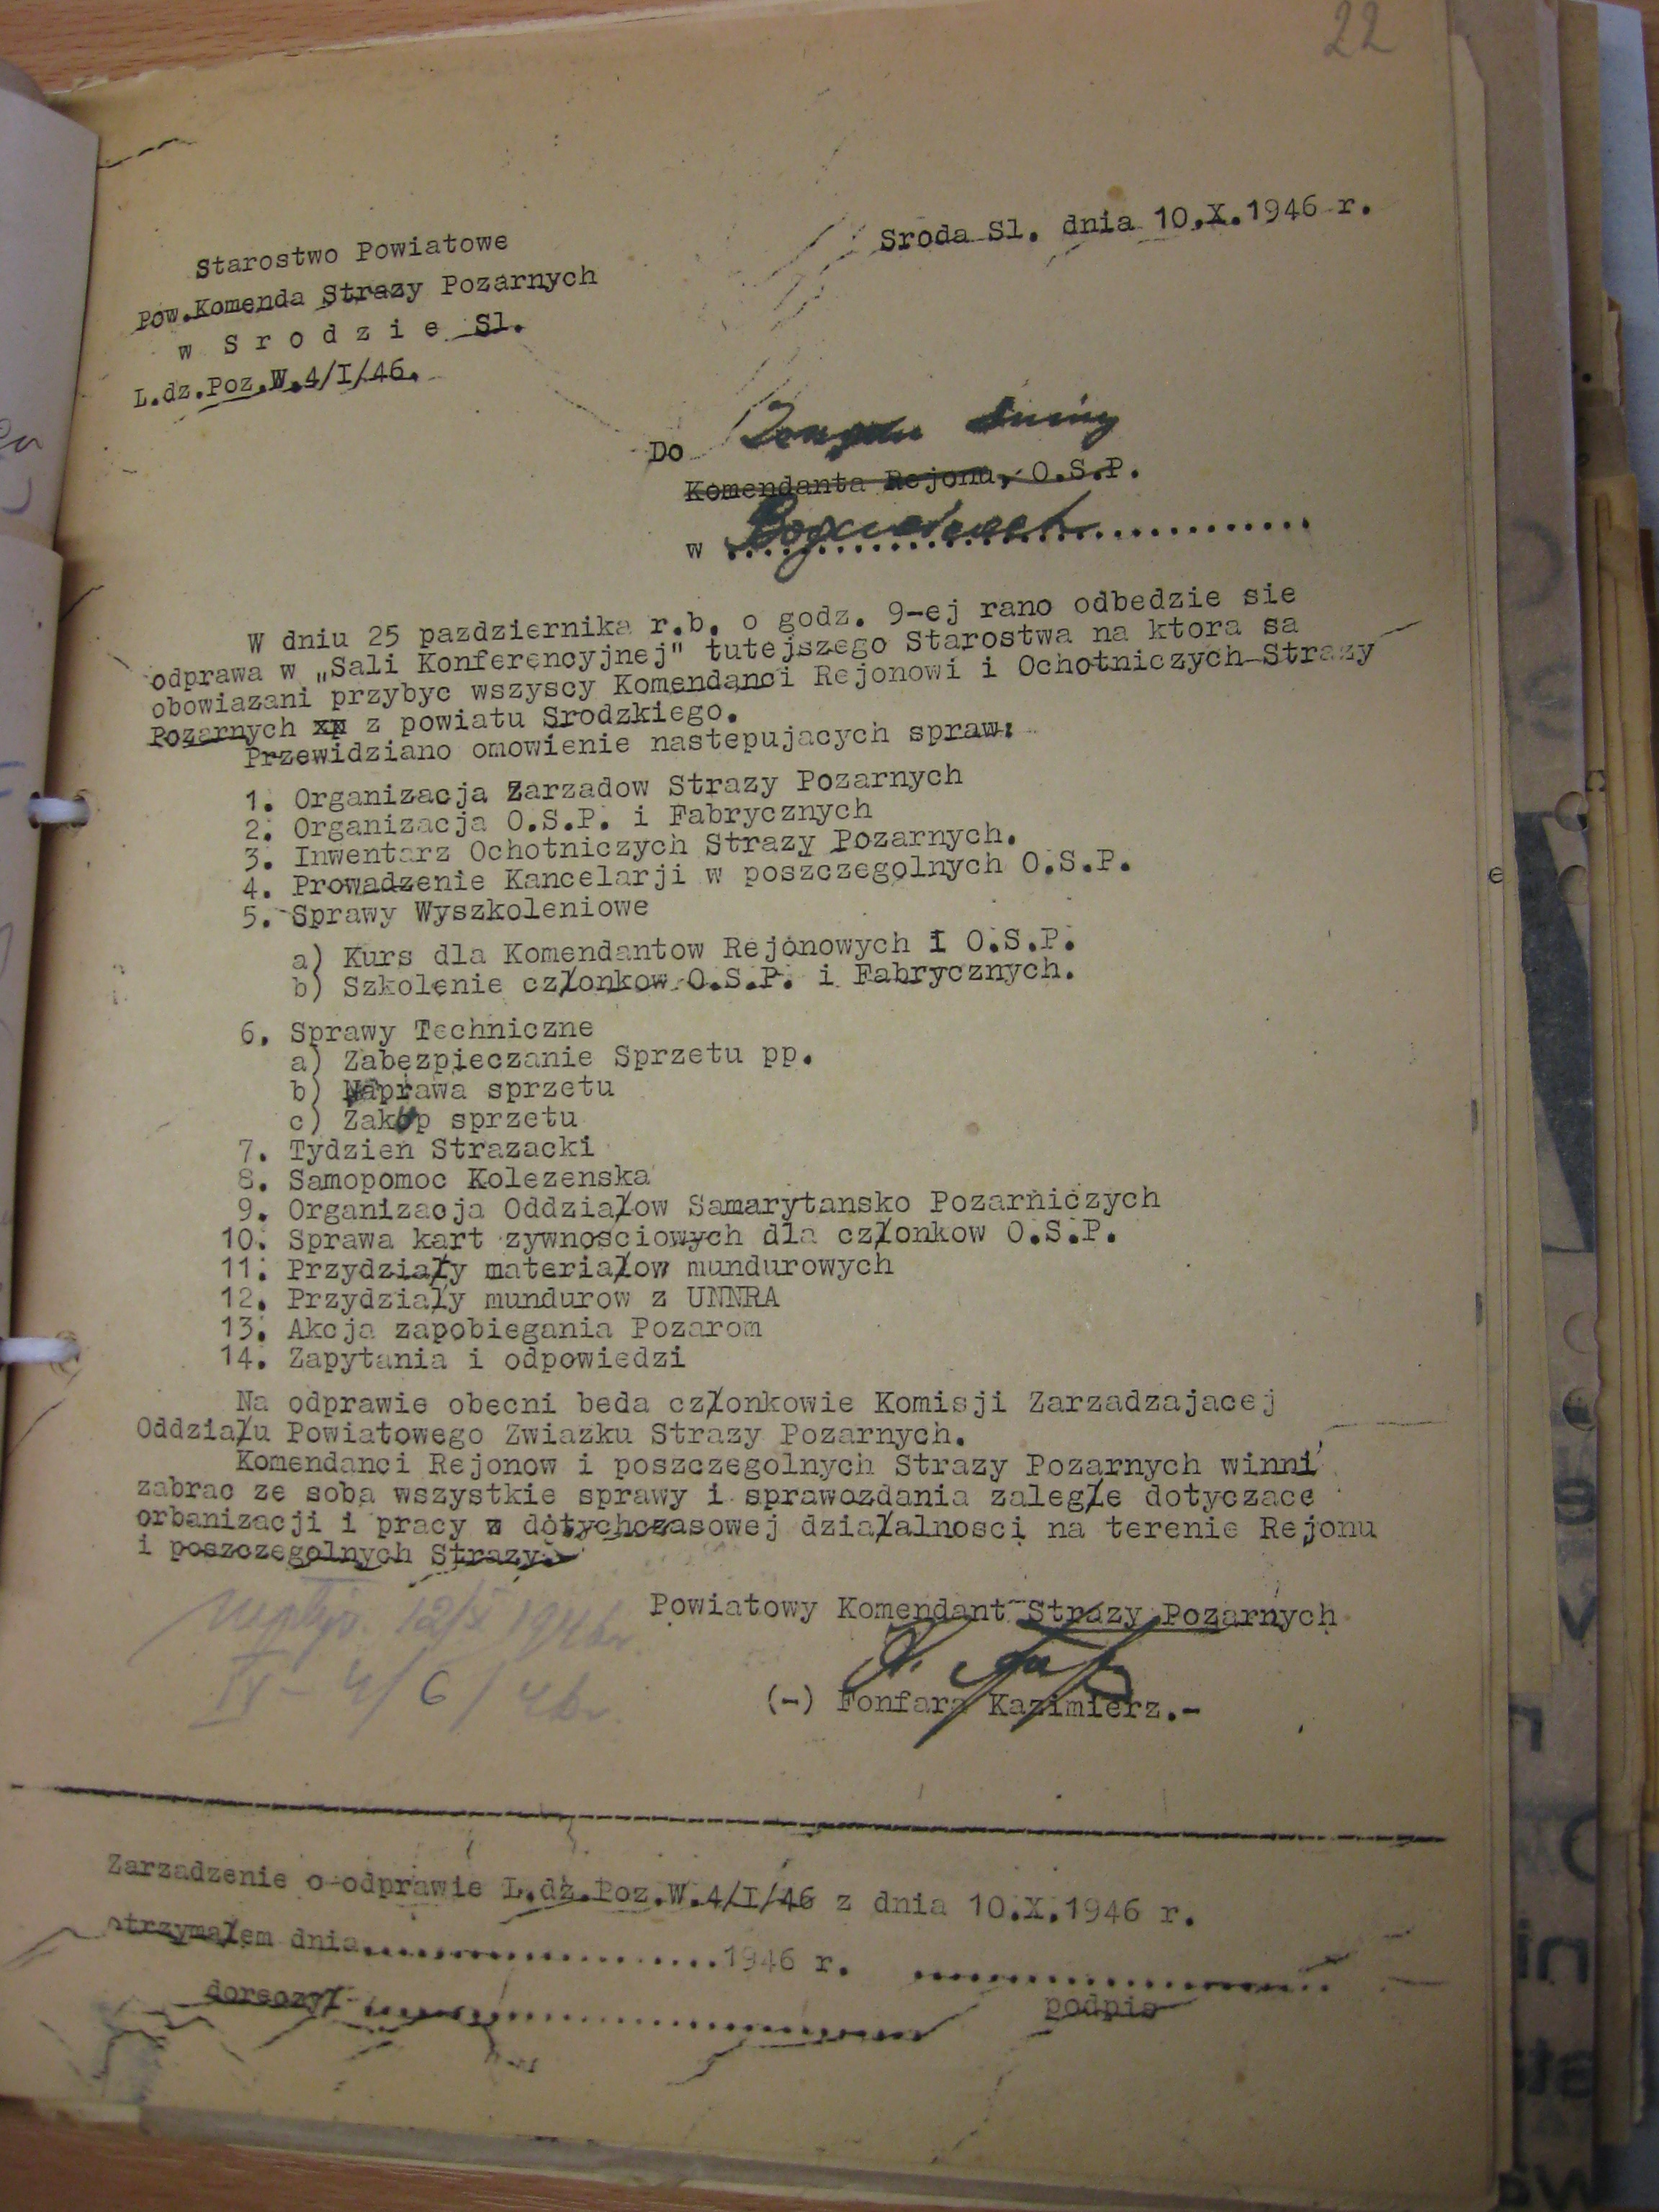 22
Sroda Sl. dnia 10.X.1946 r.
Starostwo Powiatowe
Pow.Komenda Strazy Pozarnych
w S r o d z i e Sl.
L.dz.Poz.W.4/I/46.
Do
Komendanta Rejonu, O.S.P.
w ..............................
W dniu 25 pazdziernika r.b. o godz. 9-ej rano odbedzie sie
odprawa w „Sali Konferencyjnej" tutejszego Starostwa na ktora sa
obowiazani przybyc wszyscy Komendanci Rejonowi i Ochotniczych Strazy
Pozarnych xx z powiatu Srodzkiego.
Przewidziano omowienie nastepujacych spraw:
1. Organizacja Zarzadow Strazy Pozarnych
2. Organizacja O.S.P. i Fabrycznych
3. Inwentarz Ochotniczych Strazy Pozarnych.
4. Prowadzenie Kancelarji w poszczegolnych O.S.P.
5. Sprawy Wyszkoleniowe
a) Kurs dla Komendantow Rejonowych i O.S.P.
b) Szkolenie członkow O.S.P. i Fabrycznych.
6. Sprawy Techniczne
a) Zabezpieczanie Sprzetu pp.
b) Naprawa sprzetu
c) Zakup sprzetu
7. Tydzien Strazacki
8. Samopomoc Kolezenska
9. Organizacja Oddziałow Samarytansko Pozarniczych
10. Sprawa kart zywnosciowych dla członkow O.S.P.
11. Przydziały materiałow mundurowych
12. Przydziały mundurow z UNNRA
13. Akcja zapobiegania Pozarom
14. Zapytania i odpowiedzi
Na odprawie obecni beda członkowie Komisji Zarzadzajacej
Oddziału Powiatowego Zwiazku Strazy Pozarnych.
Komendanci Rejonow i poszczegolnych Strazy Pozarnych winni
zabrac ze soba wszystkie sprawy i sprawozdania zaległe dotyczace
orbanizacji i pracy z dotychczasowej działalnosci na terenie Rejonu
i poszczegolnych Strazy.
Powiatowy Komendant Strazy Pozarnych
12/X 1946r
IV - 4/6/46r.
(-) Fonfara Kazimierz.-
Zarzadzenie o odprawie L.dz.Poz.W.4/I/46 z dnia 10.X.1946 r.
otrzymałem dnia......................1946 r. ..........................
doreczył .............................. podpis